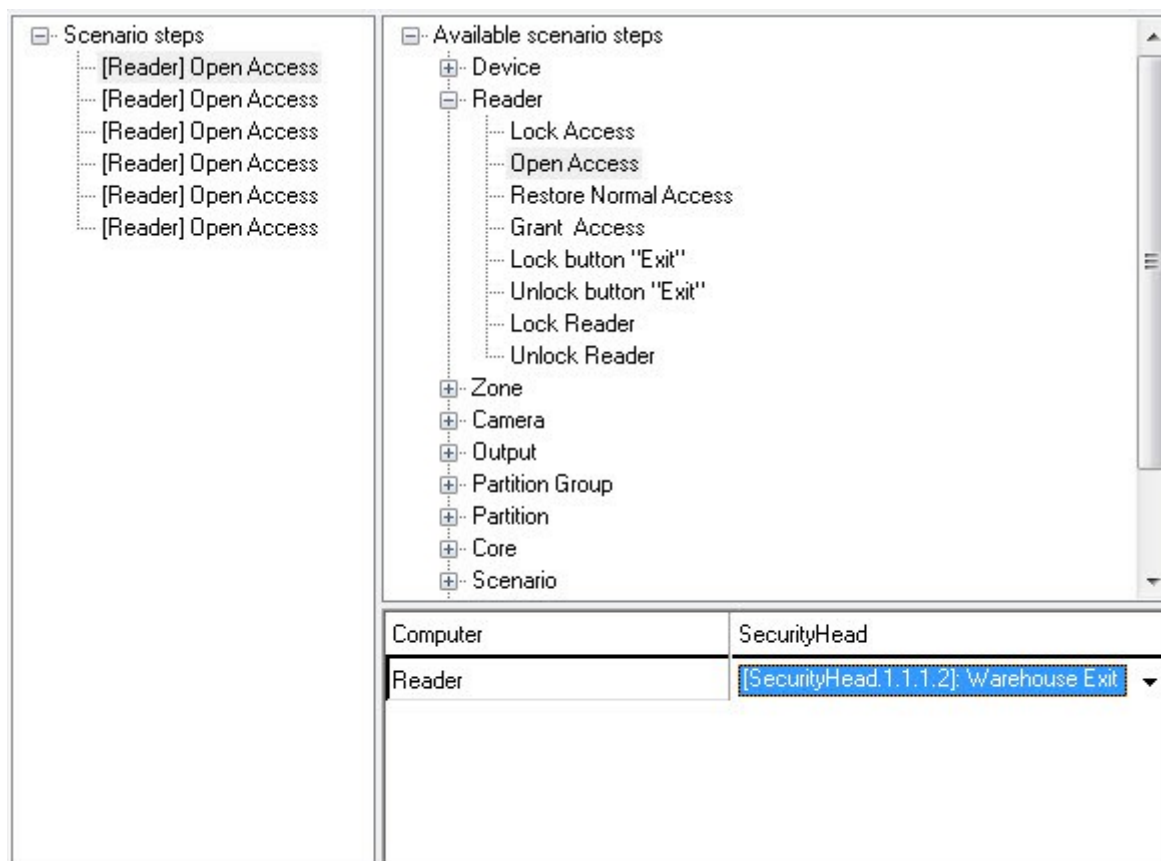 Scenario steps
[Reader] Open Access
[Reader] Open Access
[Reader] Open Access
[Reader] Open Access
[Reader] Open Access
[Reader] Open Access
Available scenario steps
Device
Reader
Lock Access
Open Access
Restore Normal Access
Grant  Access
Lock button "Exit"
Unlock button "Exit"
Lock Reader
Unlock Reader
Zone
Camera
Output
Partition Group
Partition
Core
Scenario
Computer SecurityHead
Reader [SecurityHead.1.1.1.2]: Warehouse Exit